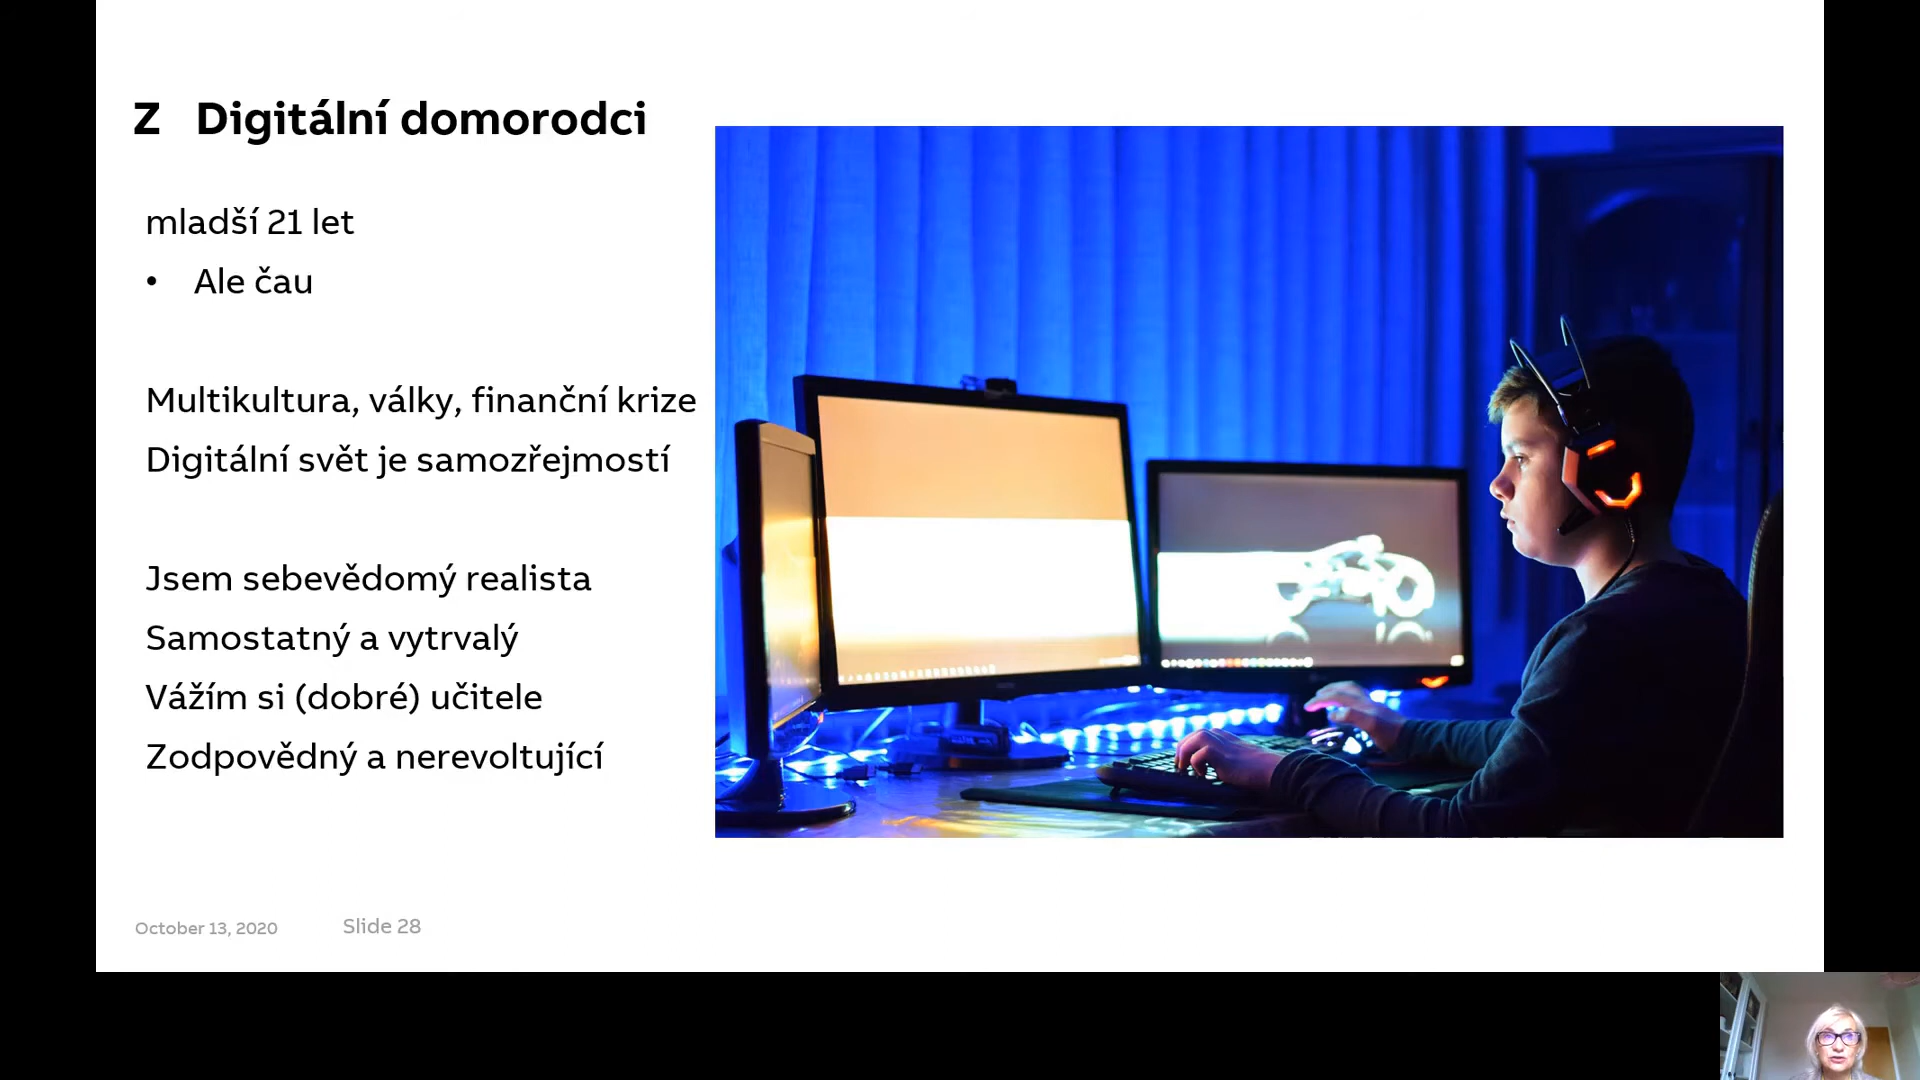 Z Digitální domorodci
mladší 21 let
• Ale čau
Multikultura, války, finanční krize
Digitální svět je samozřejmostí
Jsem sebevědomý realista
Samostatný a vytrvalý
Vážím si (dobré) učitele
Zodpovědný a nerevoltující
October 13, 2020 Slide 28